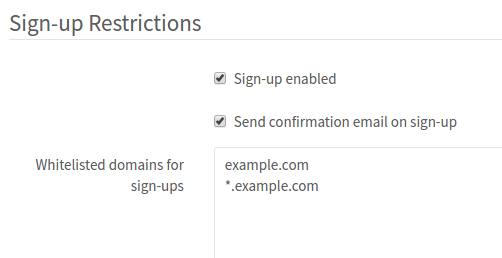 Sign-up Restrictions
Sign-up enabled
Send confirmation email on sign-up
Whitelisted domains for
sign-ups
example.com
*.example.com